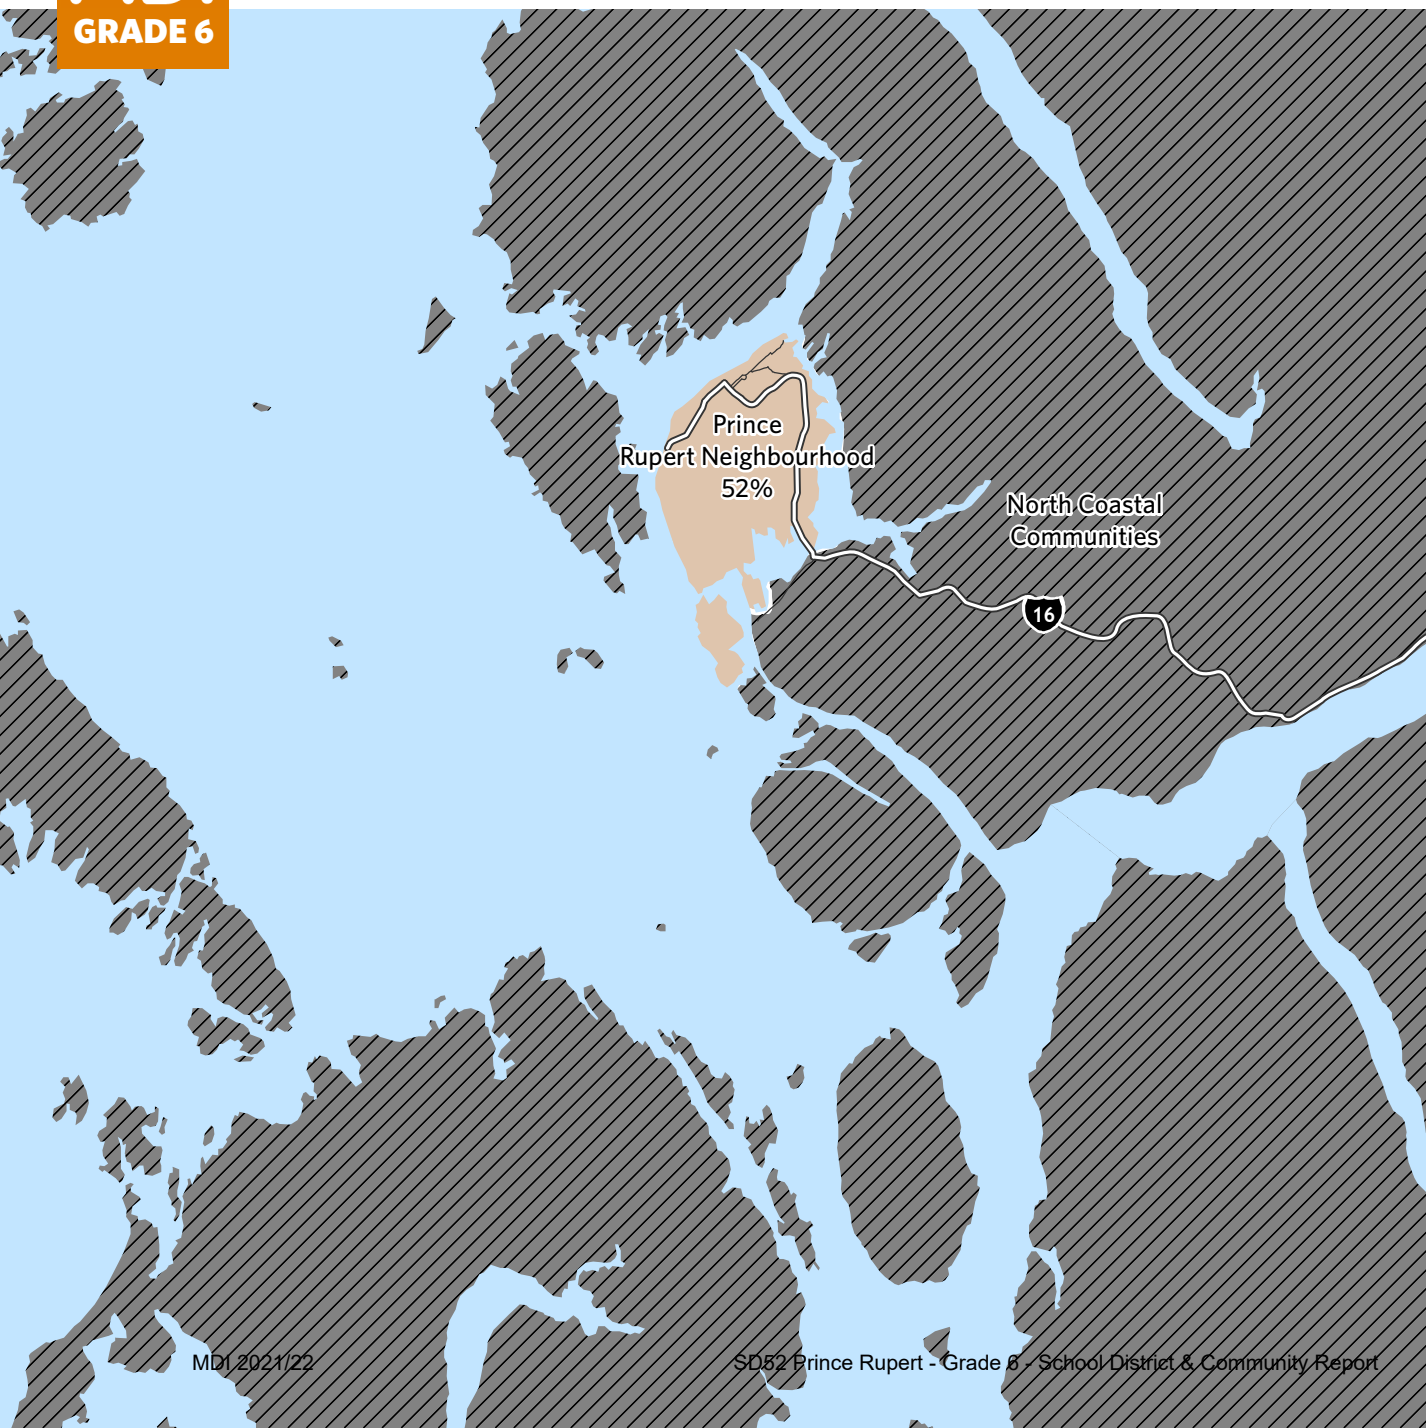 GRADE 6
Prince
Rupert Neighbourhood
52%
North Coastal
Communities
16
MDI 2021/22
SD52 Prince Rupert - Grade 6 - School District & Community Report